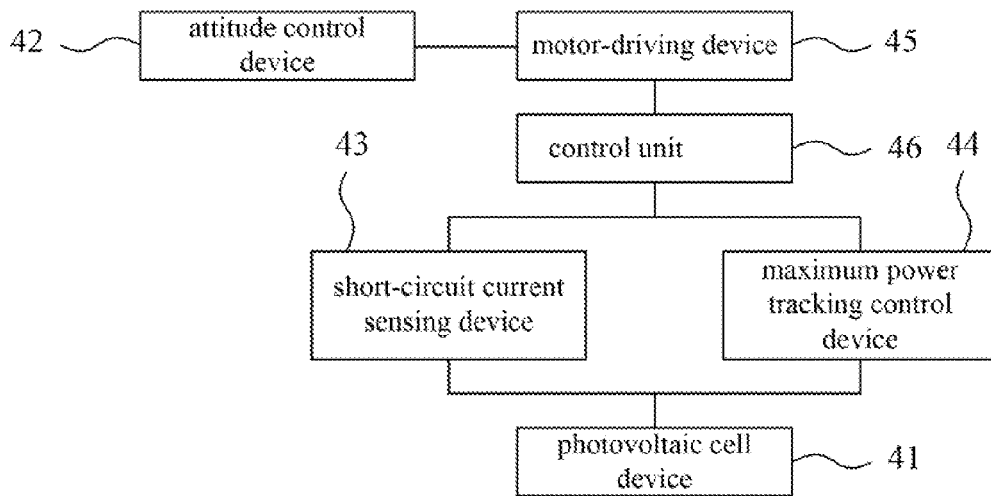 42
attitude control
device
motor-driving device
45
43
control unit
46
44
short-circuit current
sensing device
maximum power
tracking control
device
photovoltaic cell
device
41